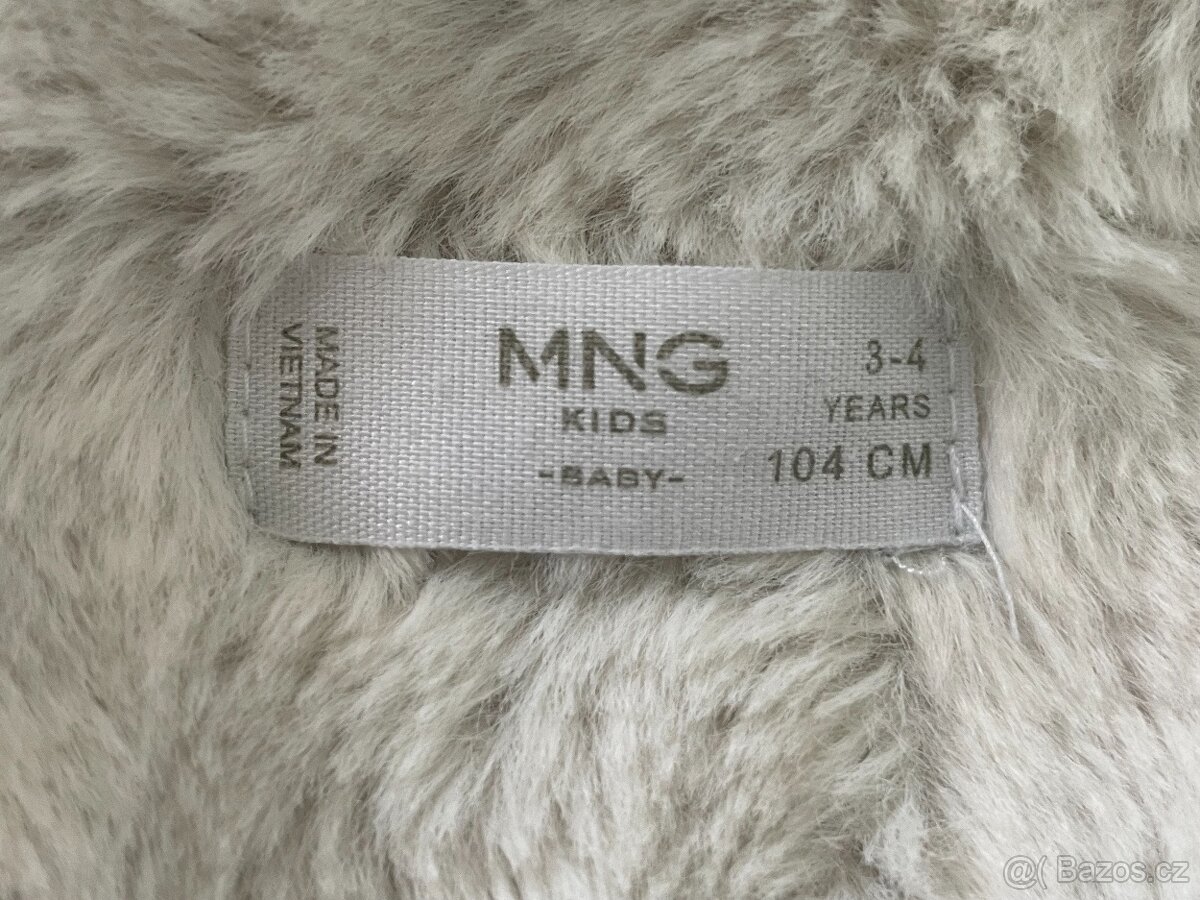 MADE IN
VIETNAM
MNG
KIDS
-BABY-
3-4
YEARS
104 CM
@( Bazos.cz